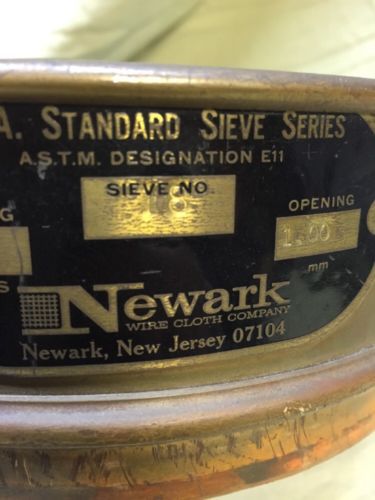 A. STANDARD SIEVE SERIES
A.S.T.M. DESIGNATION E11
SIEVE NO.
18
OPENING
1.00
mm
Newark
WIRE CLOTH COMPANY
Newark, New Jersey 07104